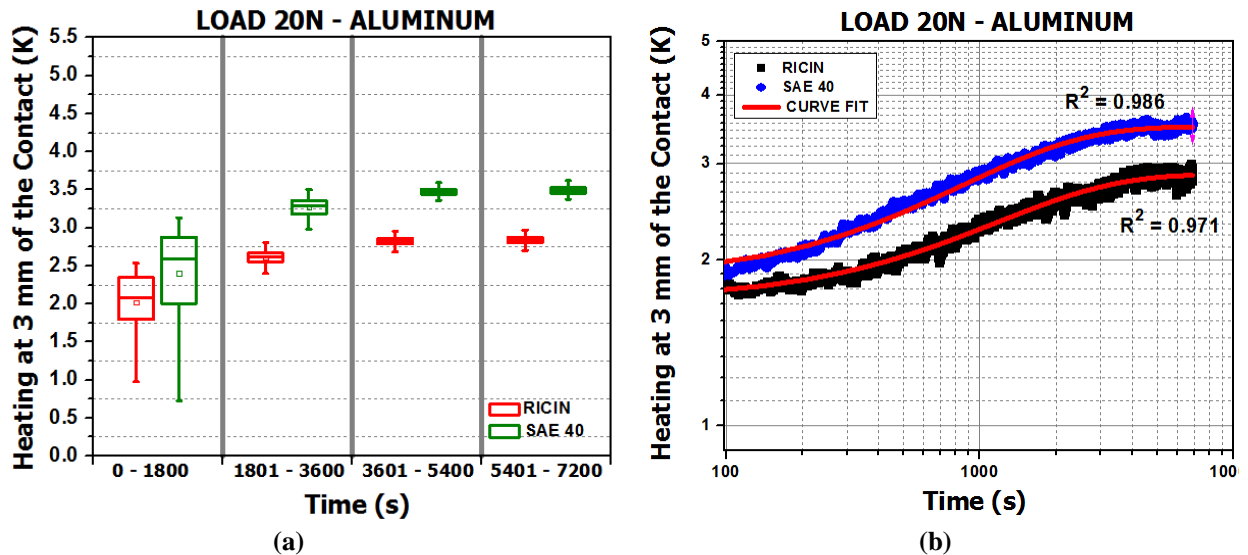 LOAD 20N - ALUMINUM
Heating at 3 mm of the Contact (K)
5.5
5.0
4.5
4.0
3.5
3.0
2.5
2.0
1.5
1.0
0.5
0.0
RICIN
SAE 40
0 - 1800
1801 - 3600
3601 - 5400
5401 - 7200
Time (s)
(a)
LOAD 20N - ALUMINUM
Heating at 3 mm of the Contact (K)
5
4
3
2
1
RICIN
SAE 40
CURVE FIT
R² = 0.986
R² = 0.971
100
1000
1000
Time (s)
(b)